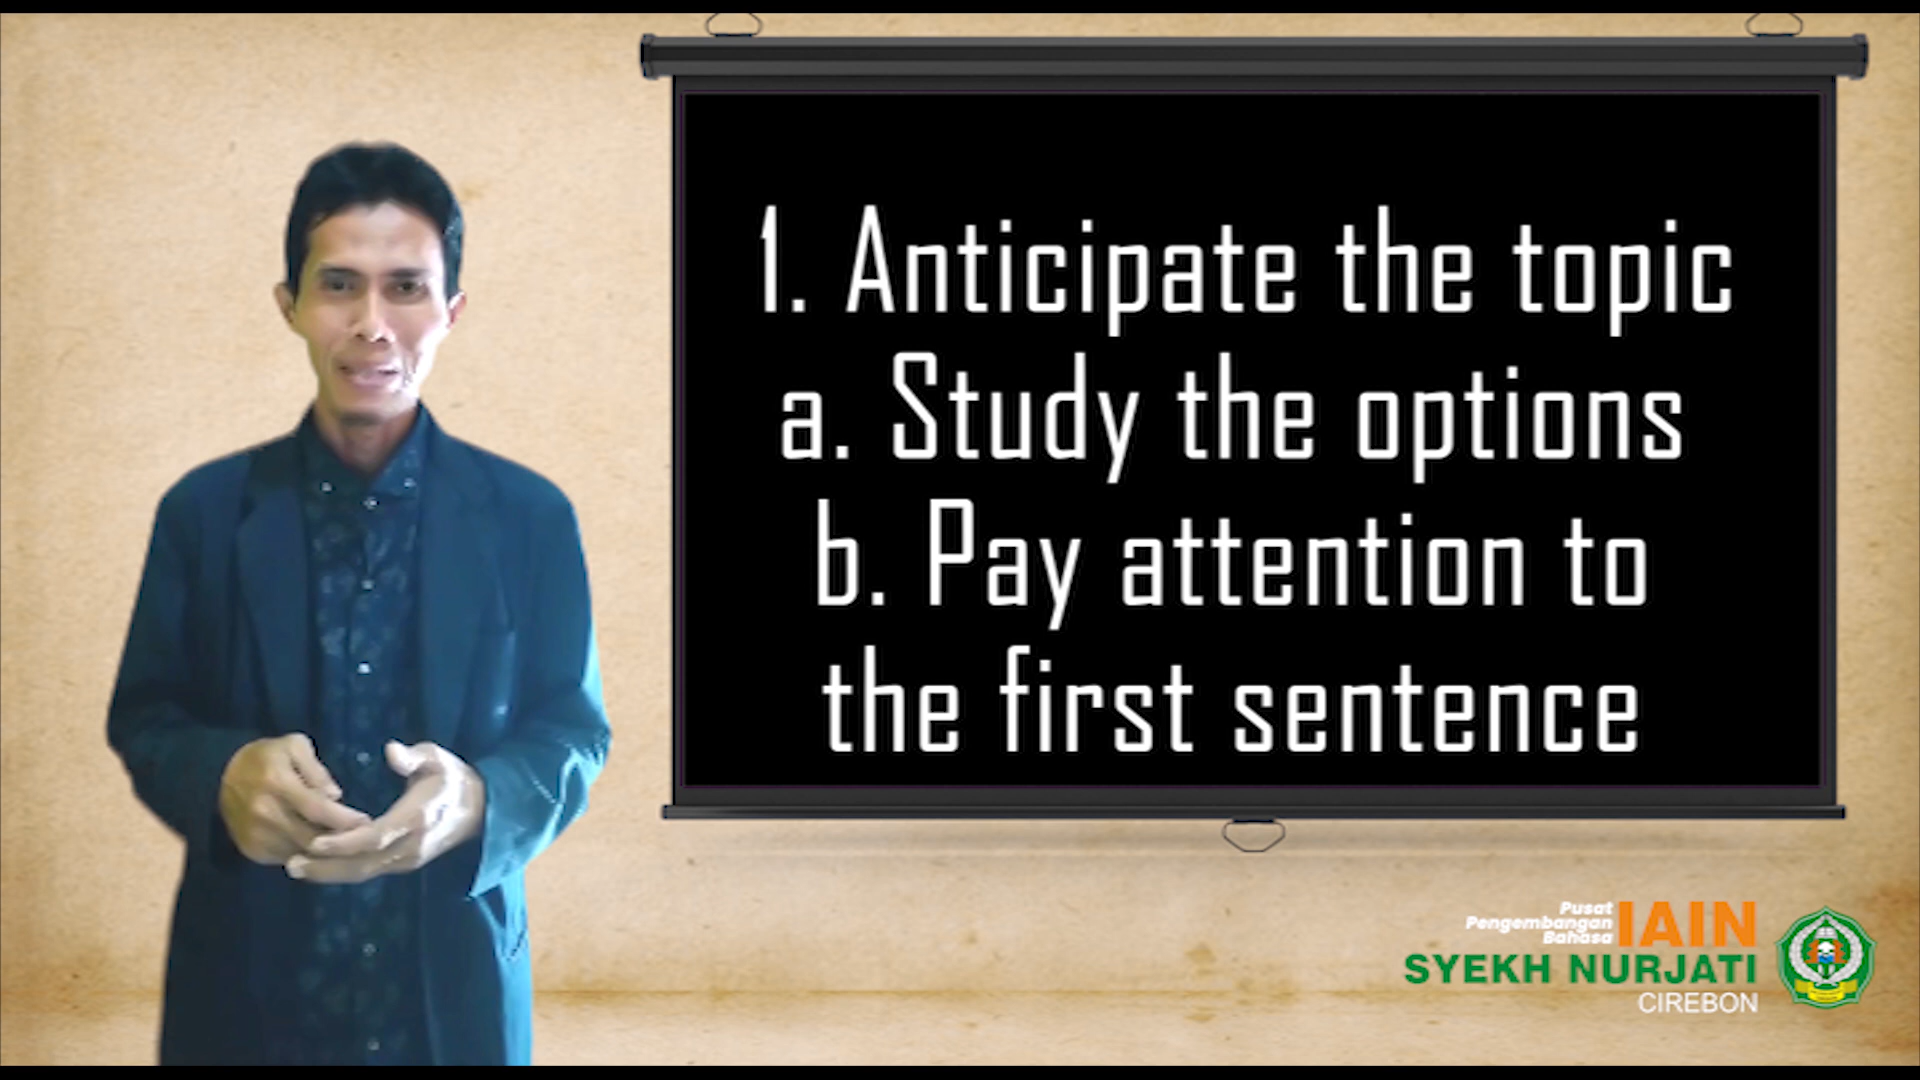 1. Anticipate the topic
a. Study the options
b. Pay attention to
the first sentence
Pusat
Pengembangan
Bahasa
IAIN
SYEKH NURJATI
CIREBON